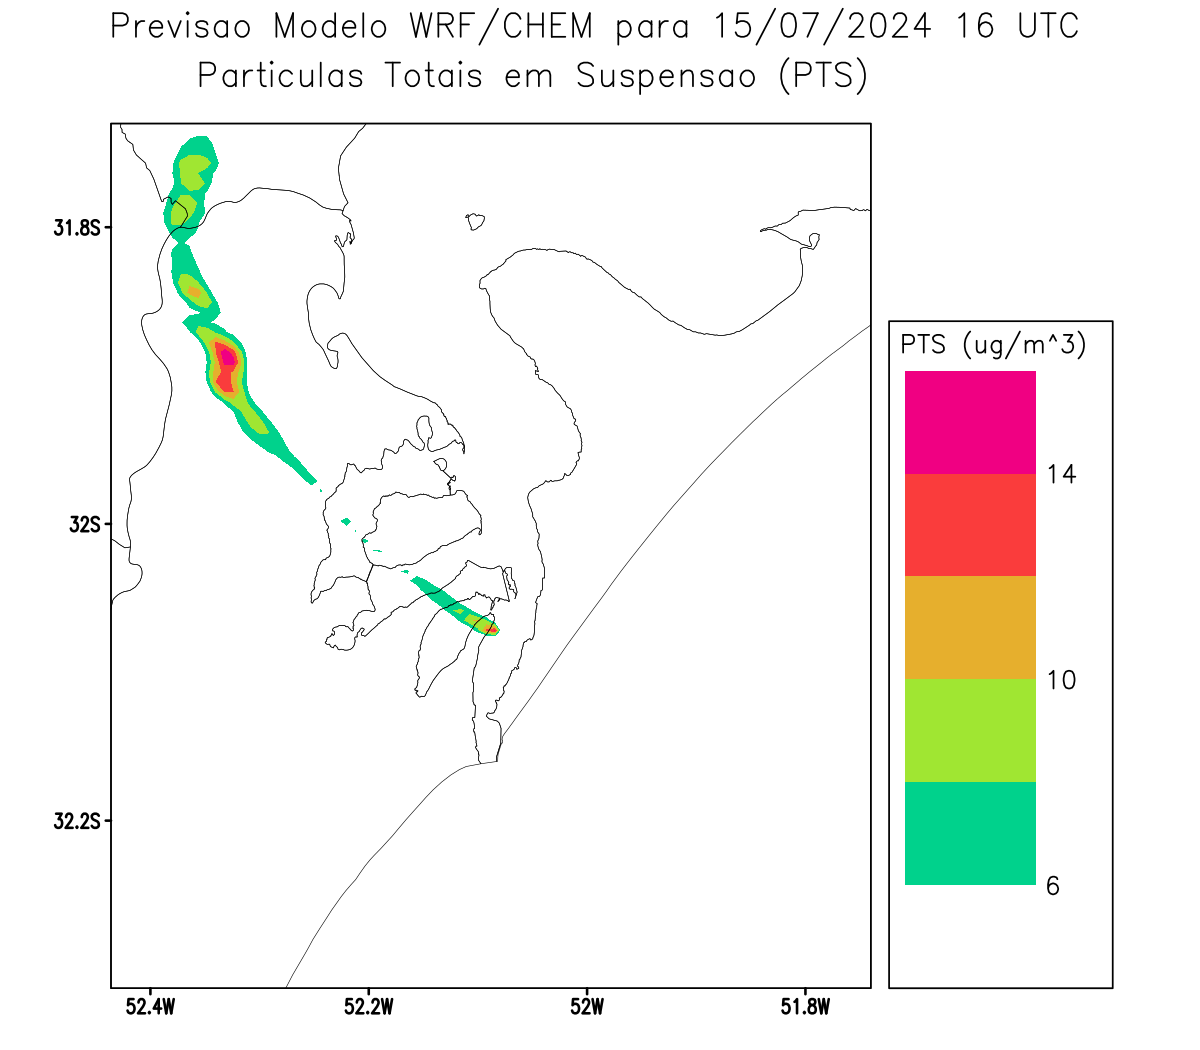 Previsao Modelo WRF/CHEM para 15/07/2024 16 UTC
Particulas Totais em Suspensao (PTS)
31.8S
32S
32.2S
52.4W 52.2W 52W 51.8W
PTS (ug/m^3)
14
10
6